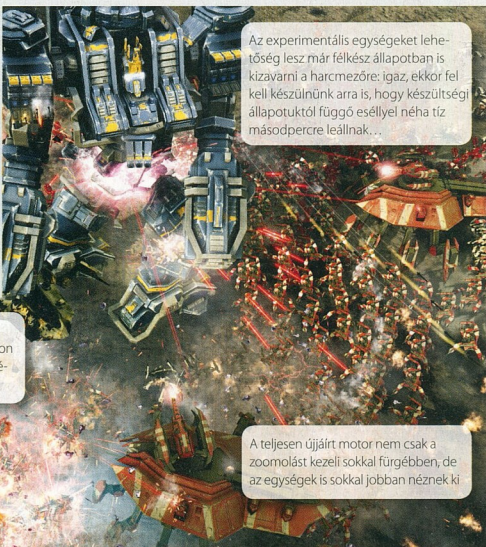 Az experimentális egységeket lehe-
tőség lesz már félkész állapotban is
kizavarni a harcmezőre: igaz, ekkor fel
kell készülnünk arra is, hogy készültségi
állapotuktól függő eséllyel néha tíz
másodpercre leállnak...
on
é-
A teljesen újjáírt motor nem csak a
zoomolást kezeli sokkal fürgébben, de
az egységek is sokkal jobban néznek ki